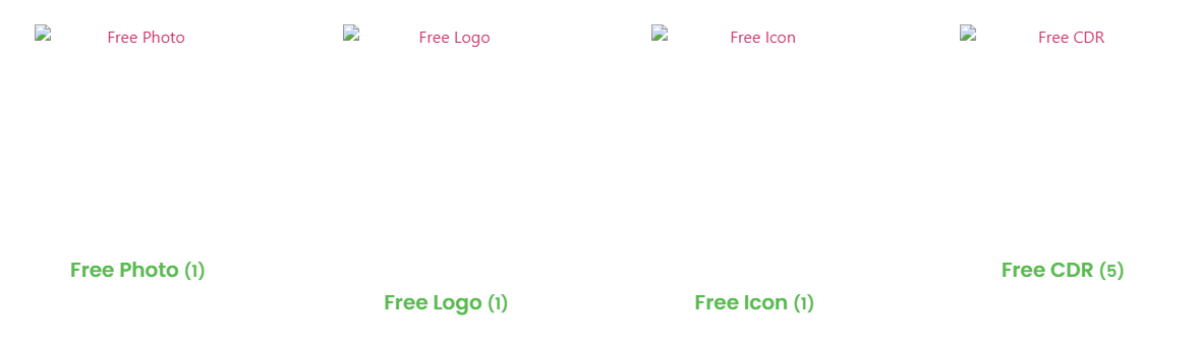 Free Photo
Free Logo
Free Icon
Free CDR
Free Photo (1)
Free CDR (5)
Free Logo (1)
Free Icon (1)